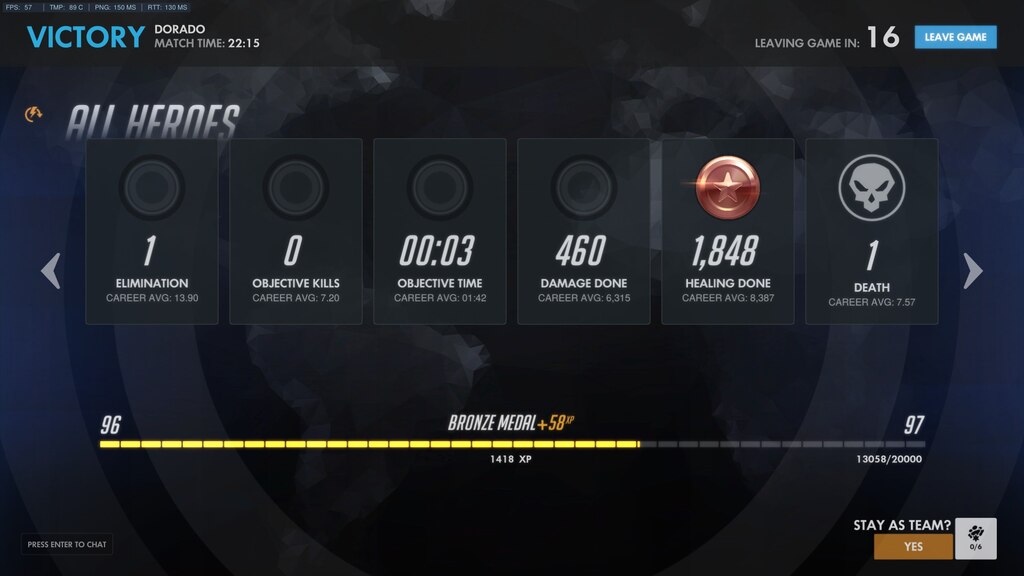 FPS: 57 | TMP: 89 C | PNG: 150 MS | RTT: 130 MS
VICTORY
DORADO
MATCH TIME: 22:15
LEAVING GAME IN: 16
LEAVE GAME
ALL HEROES
1
ELIMINATION
CAREER AVG: 13.90
0
OBJECTIVE KILLS
CAREER AVG: 7.20
00:03
OBJECTIVE TIME
CAREER AVG: 01:42
460
DAMAGE DONE
CAREER AVG: 6,315
1,848
HEALING DONE
CAREER AVG: 8,387
1
DEATH
CAREER AVG: 7.57
96
BRONZE MEDAL +58 XP
97
1418 XP
13058/20000
STAY AS TEAM?
YES
0/6
PRESS ENTER TO CHAT